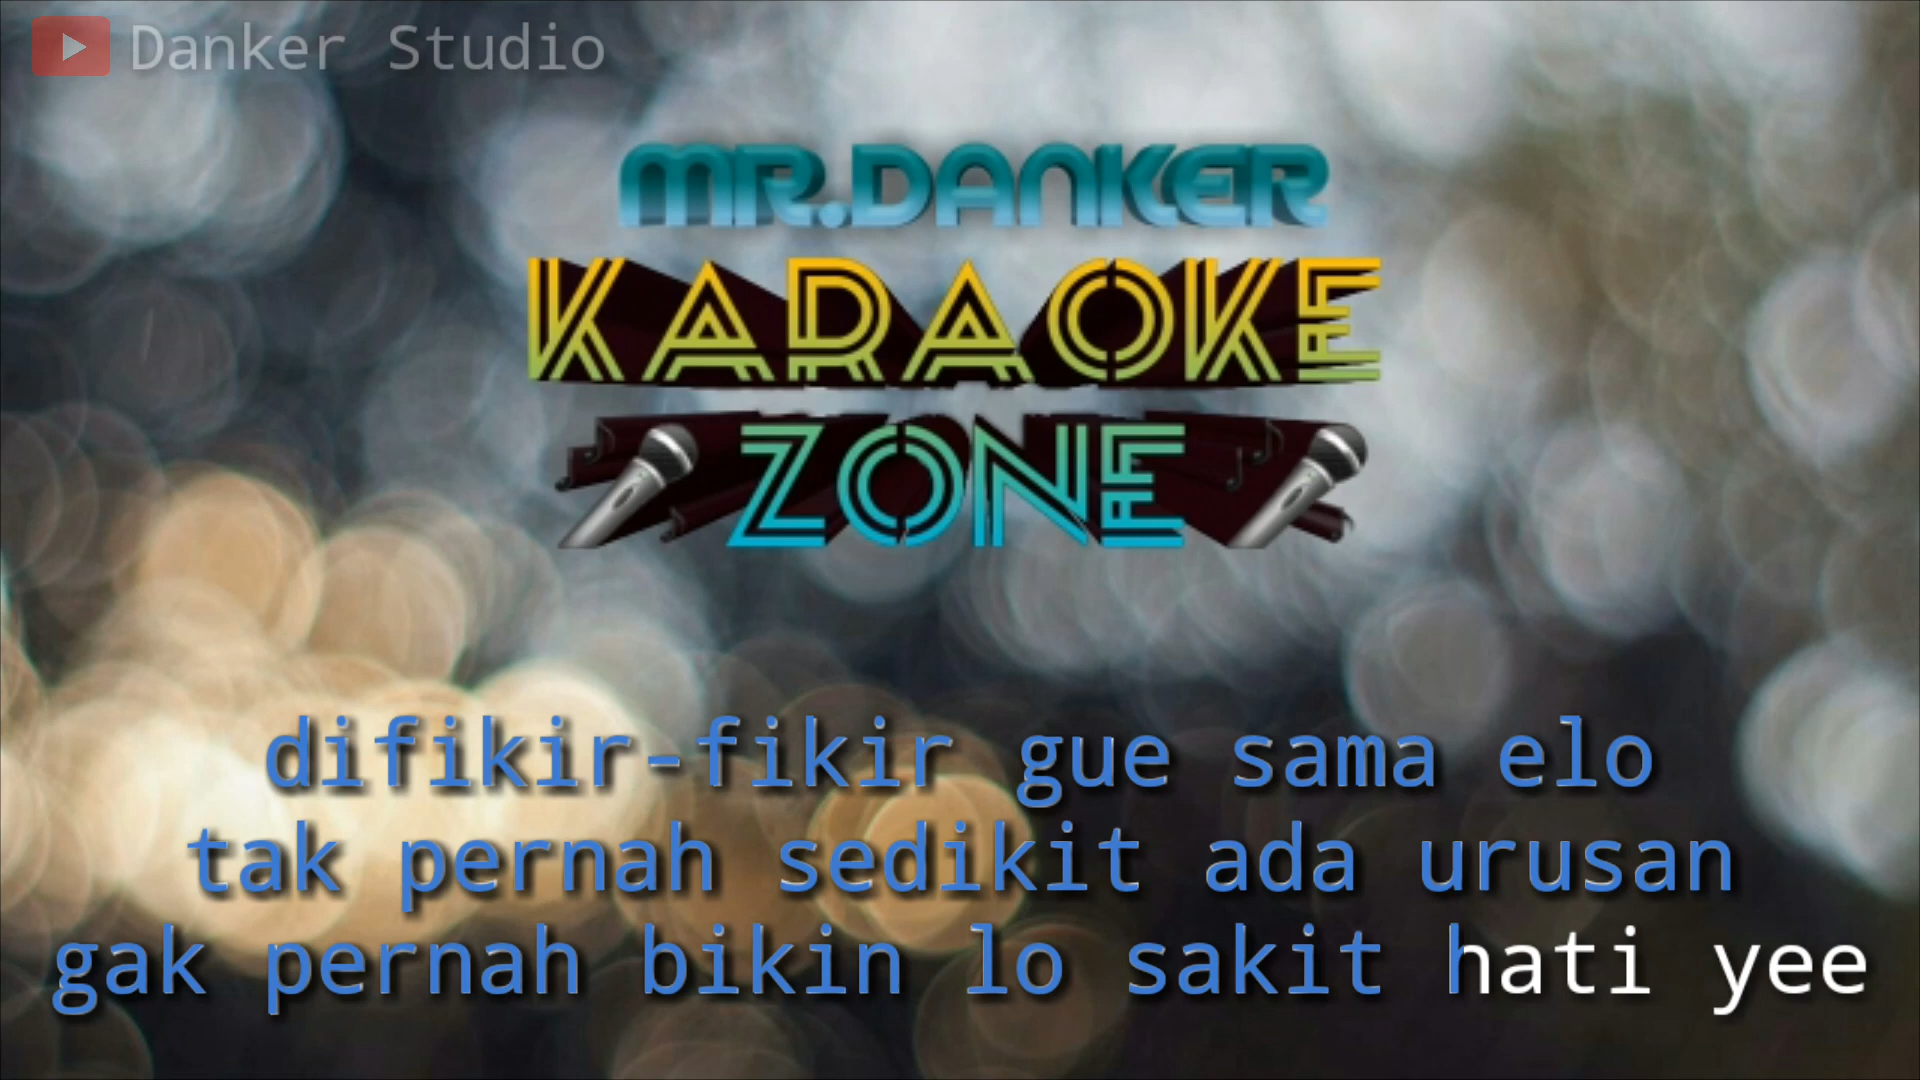 Danker Studio
MR.DANKER
KARAOKE
ZONE
difikir-fikir gue sama elo
tak pernah sedikit ada urusan
gak pernah bikin lo sakit hati yee